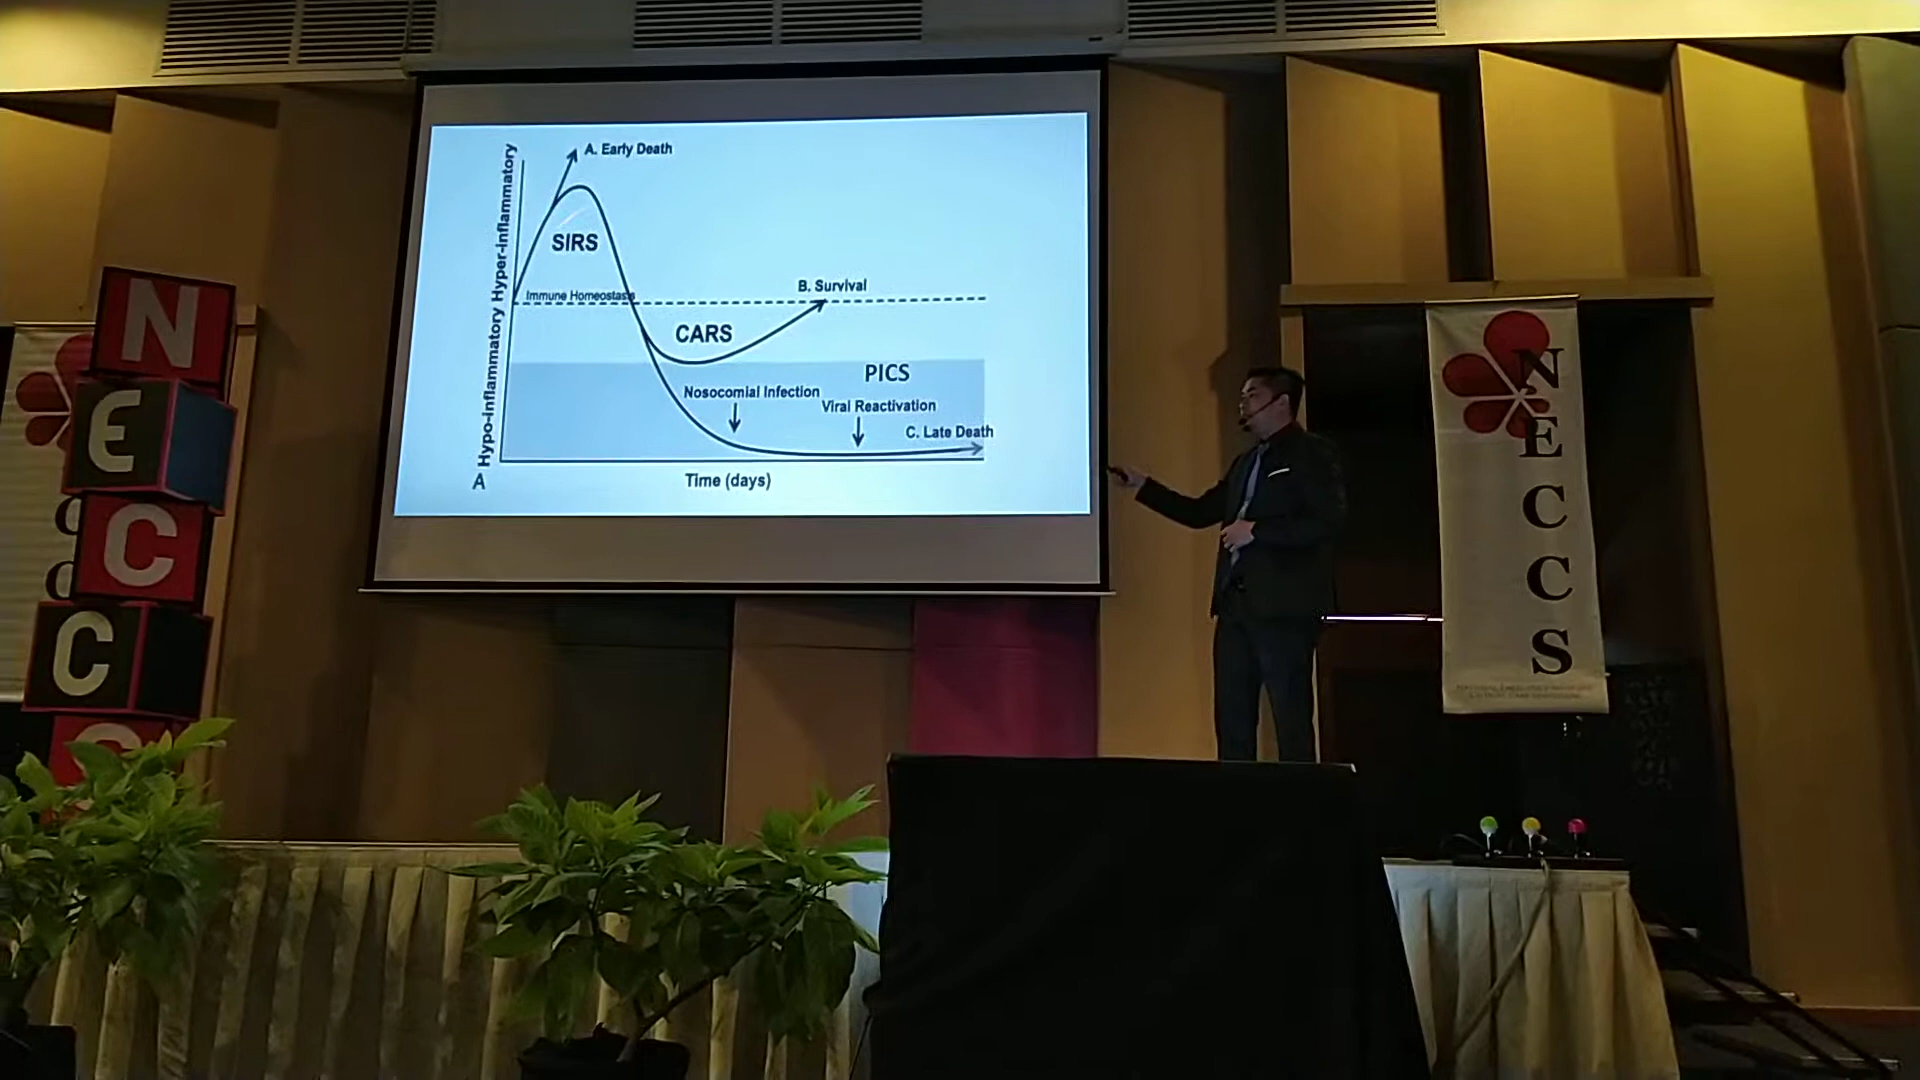 N
E
C
C
S
A. Early Death
Hypo-inflammatory Hyper-inflammatory
SIRS
Immune Homeostasis
B. Survival
CARS
PICS
Nosocomial Infection
Viral Reactivation
C. Late Death
A
Time (days)
N
E
C
C
S
C
C